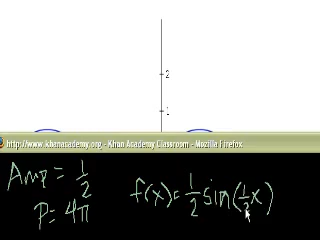 2
1
http://www.khanacademy.org - Khan Academy Classroom - Mozilla Firefox
Amp = 1/2
P = 4π
f(x) = 1/2 sin(1/2 x)